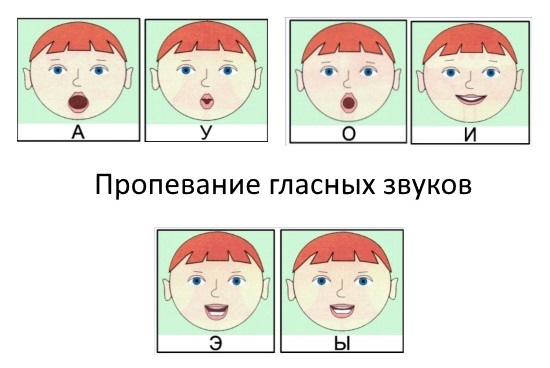 А У О И
Пропевание гласных звуков
Э Ы